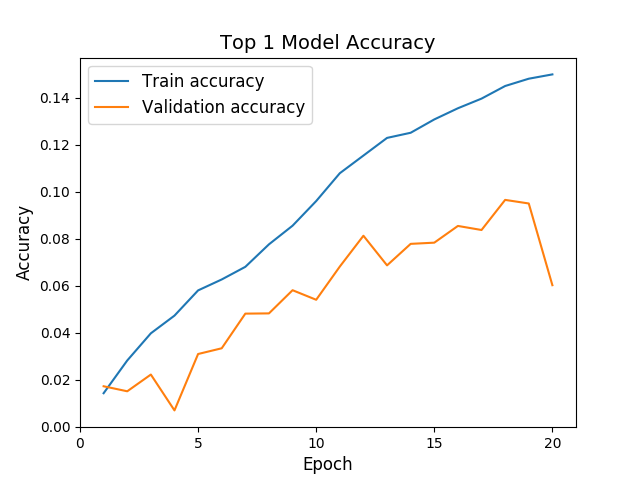 Top 1 Model Accuracy
Train accuracy
Validation accuracy
0.14
0.12
0.10
0.08
0.06
0.04
0.02
0.00
Accuracy
0
5
10
15
20
Epoch